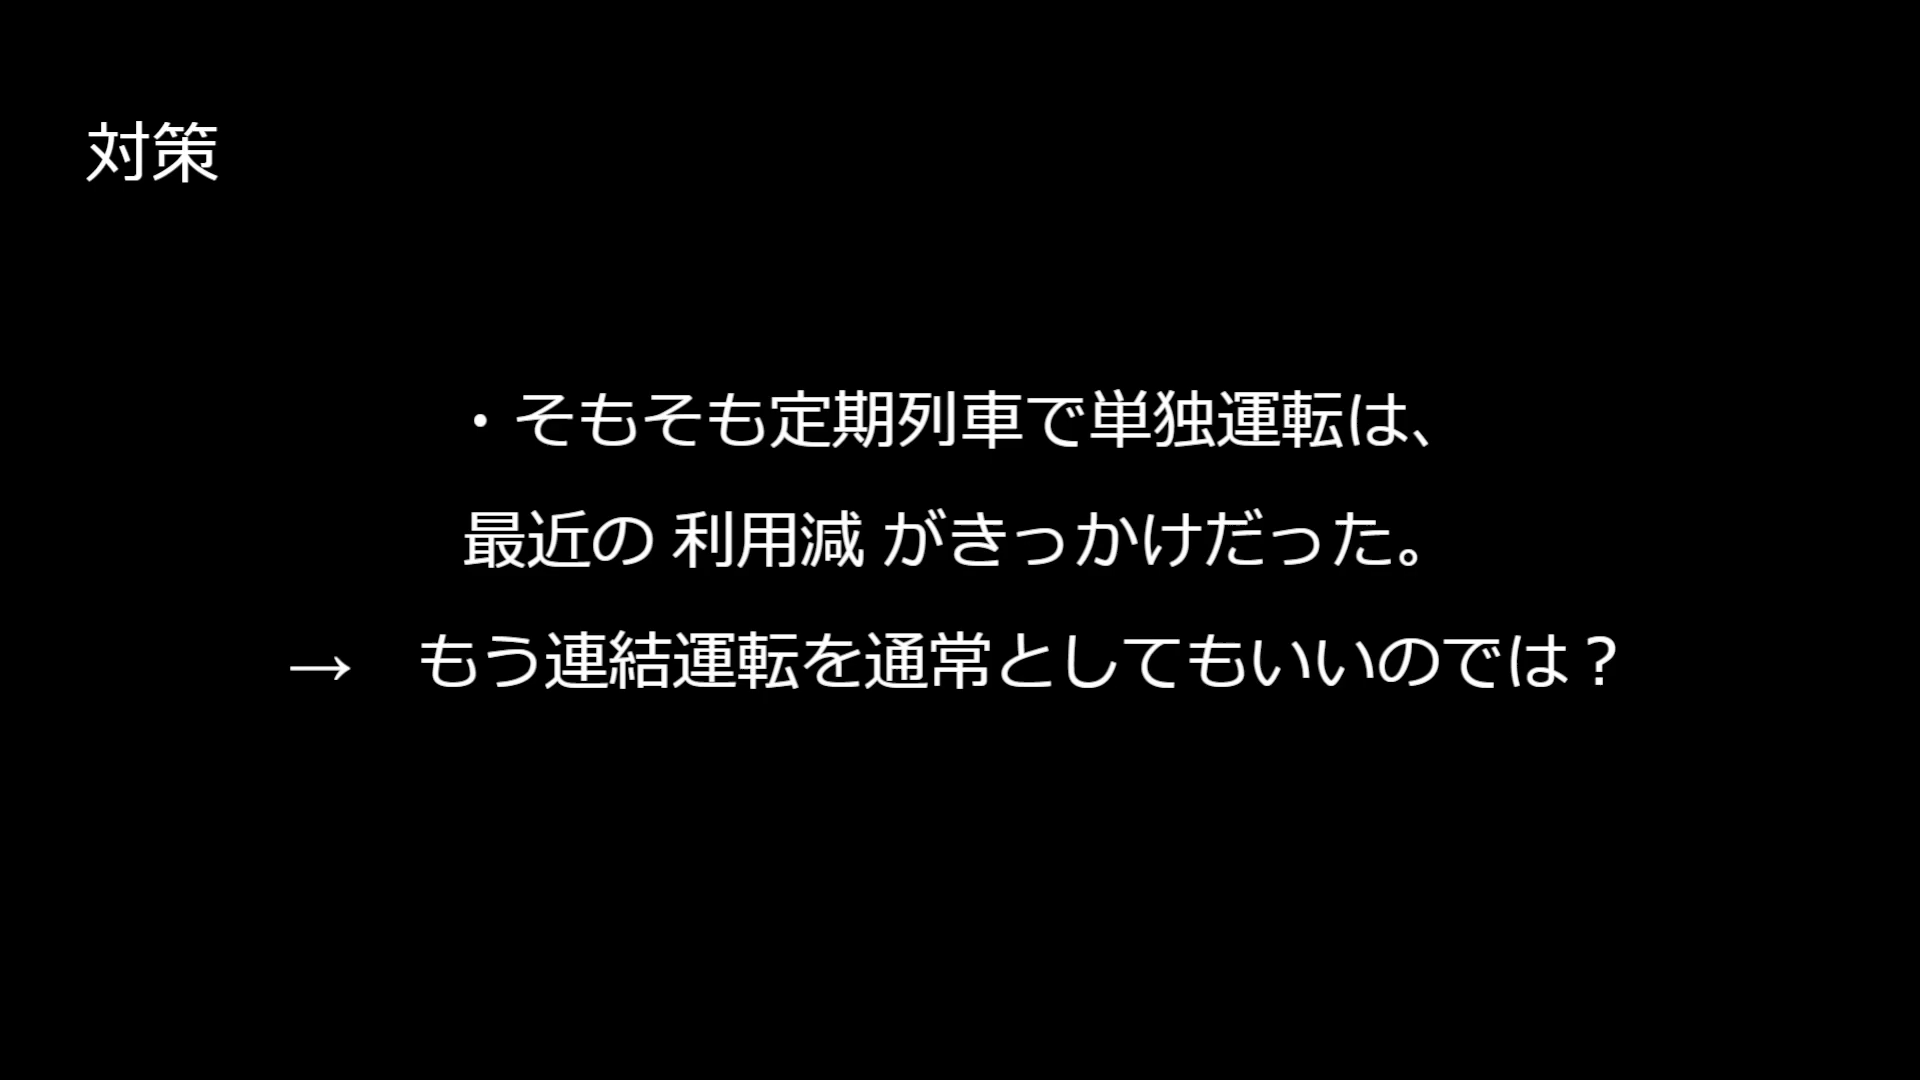 対策
・そもそも定期列車で単独運転は、
最近の 利用減 がきっかけだった。
→　もう連結運転を通常としてもいいのでは？